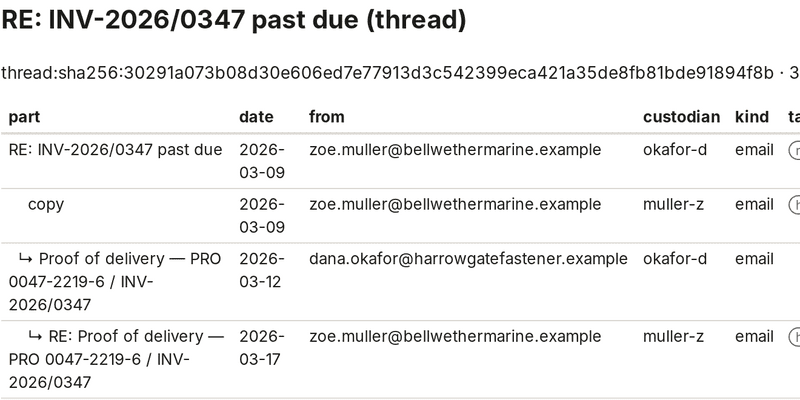 RE: INV-2026/0347 past due (thread)
thread:sha256:30291a073b08d30e606ed7e77913d3c542399eca421a35de8fb81bde91894f8b · 3
part date from custodian kind
RE: INV-2026/0347 past due 2026- zoe.muller@bellwethermarine.example okafor-d email
03-09
copy 2026- zoe.muller@bellwethermarine.example muller-z email
03-09
↳ Proof of delivery — PRO 2026- dana.okafor@harrowgatefastener.example okafor-d email
0047-2219-6 / INV- 03-12
2026/0347
↳ RE: Proof of delivery — 2026- zoe.muller@bellwethermarine.example muller-z email
PRO 0047-2219-6 / INV- 03-17
2026/0347